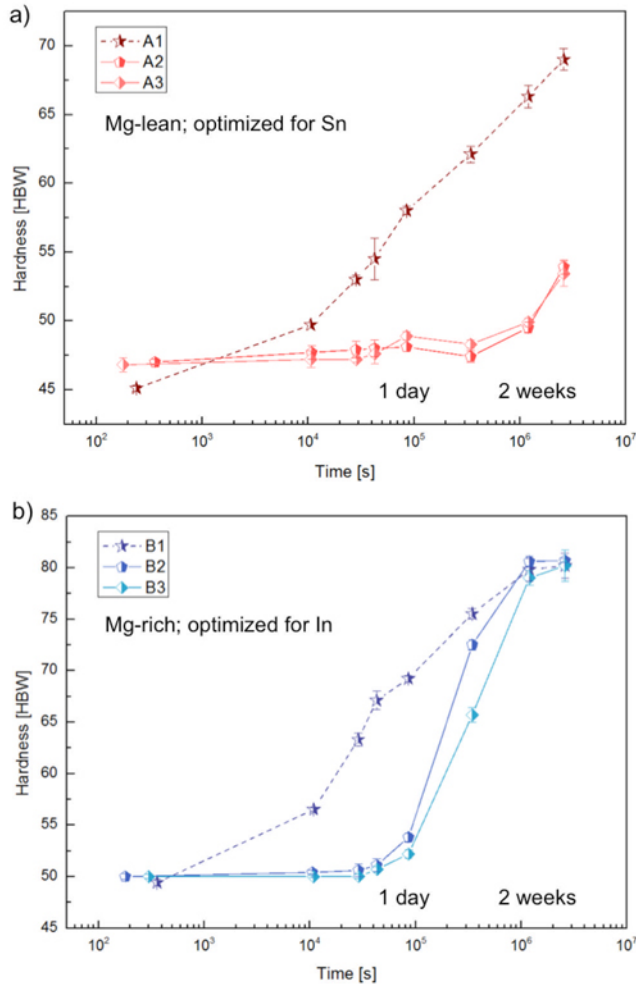 a)
70
65
60
55
50
45
Hardness [HBW]
A1
A2
A3
Mg-lean; optimized for Sn
1 day
2 weeks
10²
10³
10⁴
10⁵
10⁶
10⁷
Time [s]
b)
85
80
75
70
65
60
55
50
45
Hardness [HBW]
B1
B2
B3
Mg-rich; optimized for In
1 day
2 weeks
10²
10³
10⁴
10⁵
10⁶
10⁷
Time [s]